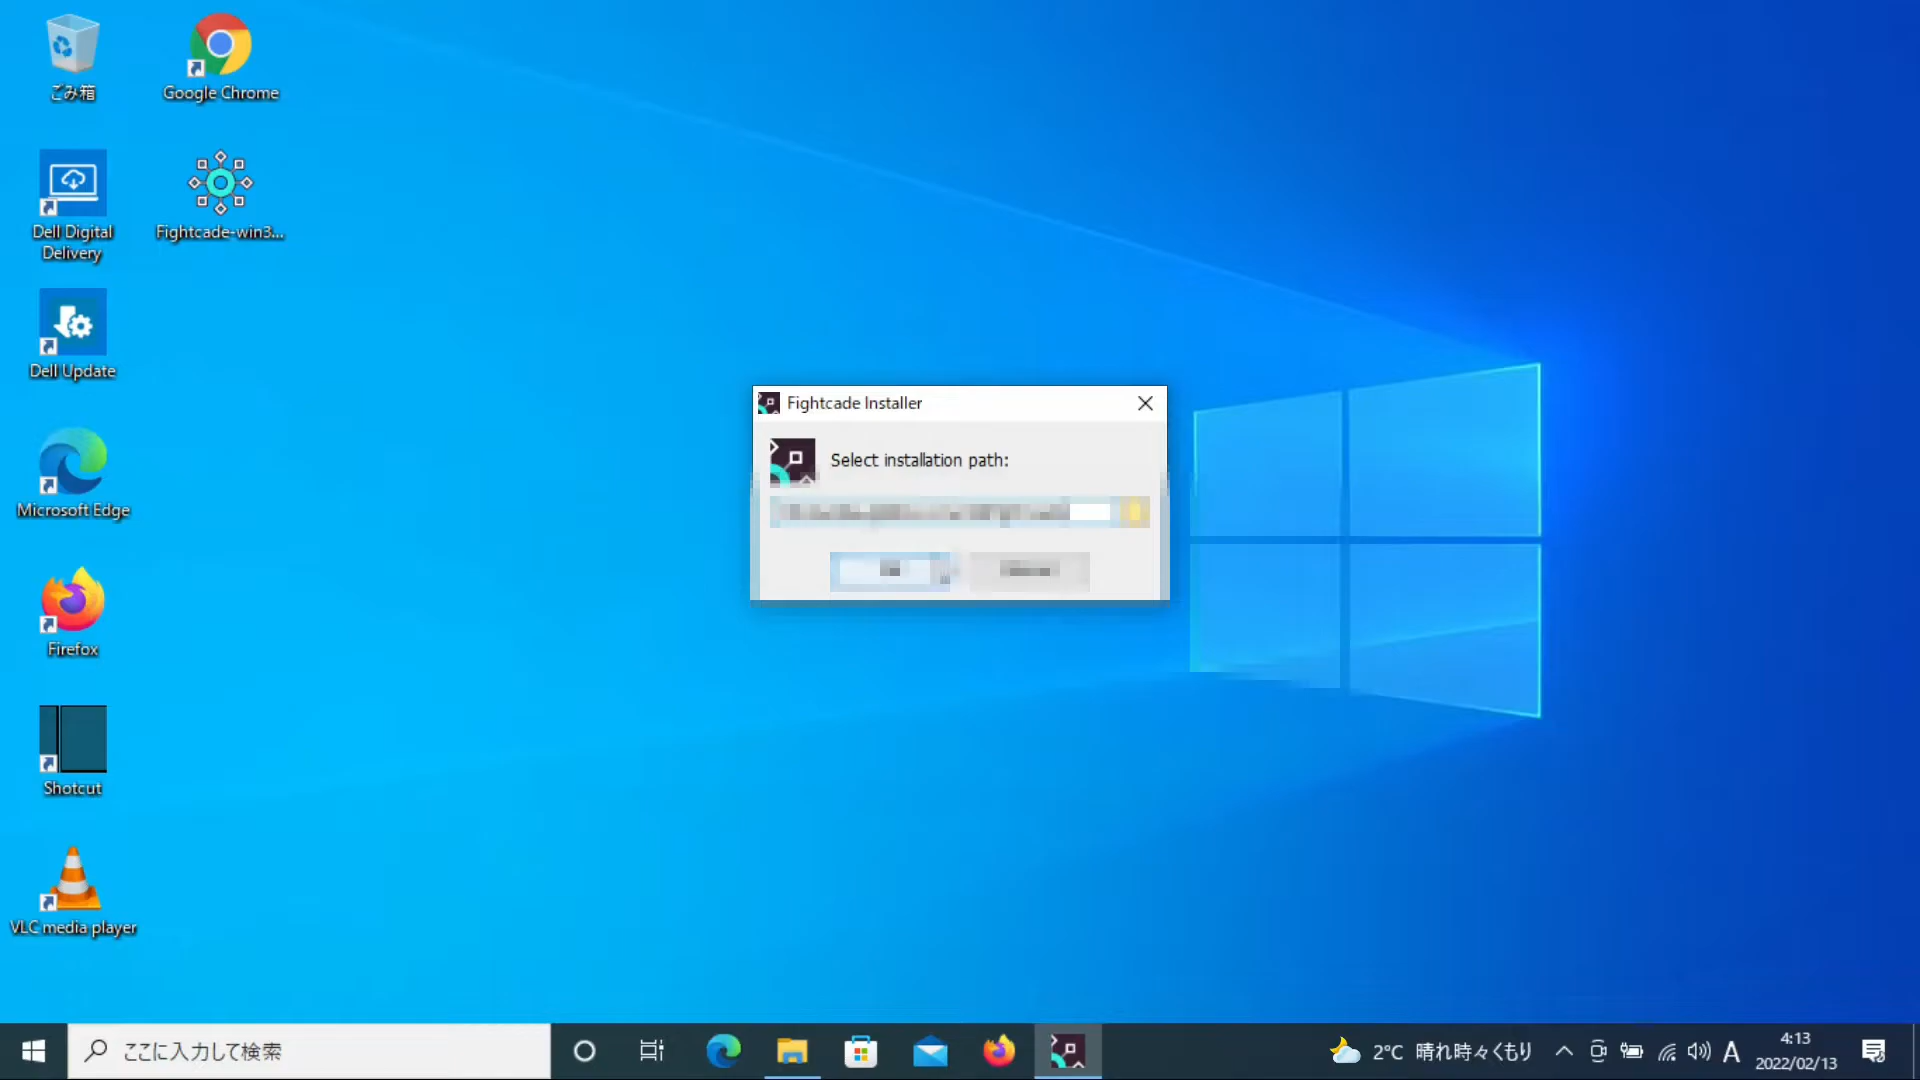 ごみ箱
Google Chrome
Dell Digital
Delivery
Fightcade-win3...
Dell Update
Microsoft Edge
Firefox
Shotcut
VLC media player
Fightcade Installer
Select installation path:
ここに入力して検索
2°C 晴れ時々くもり
A
4:13
2022/02/13